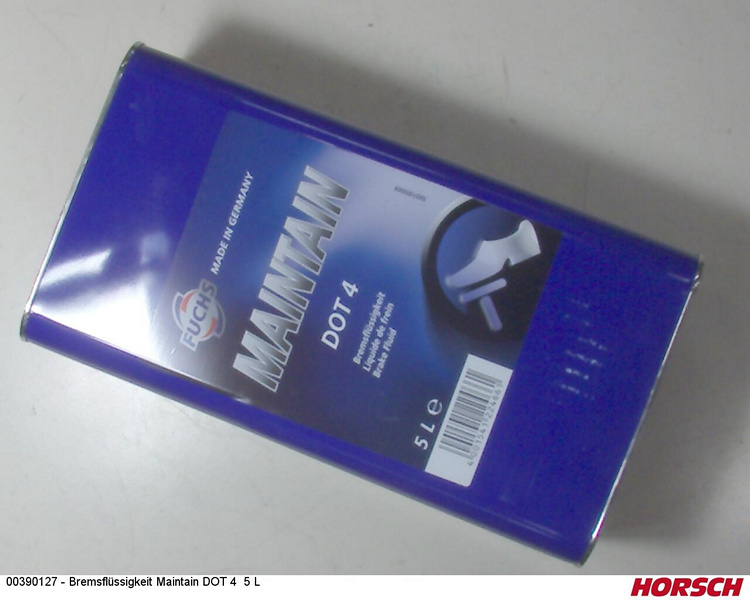 FUCHS
MADE IN GERMANY
MAINTAIN
DOT 4
Bremsflüssigkeit
Liquide de frein
Brake Fluid
5 L e
00390127 - Bremsflüssigkeit Maintain DOT 4  5 L
HORSCH